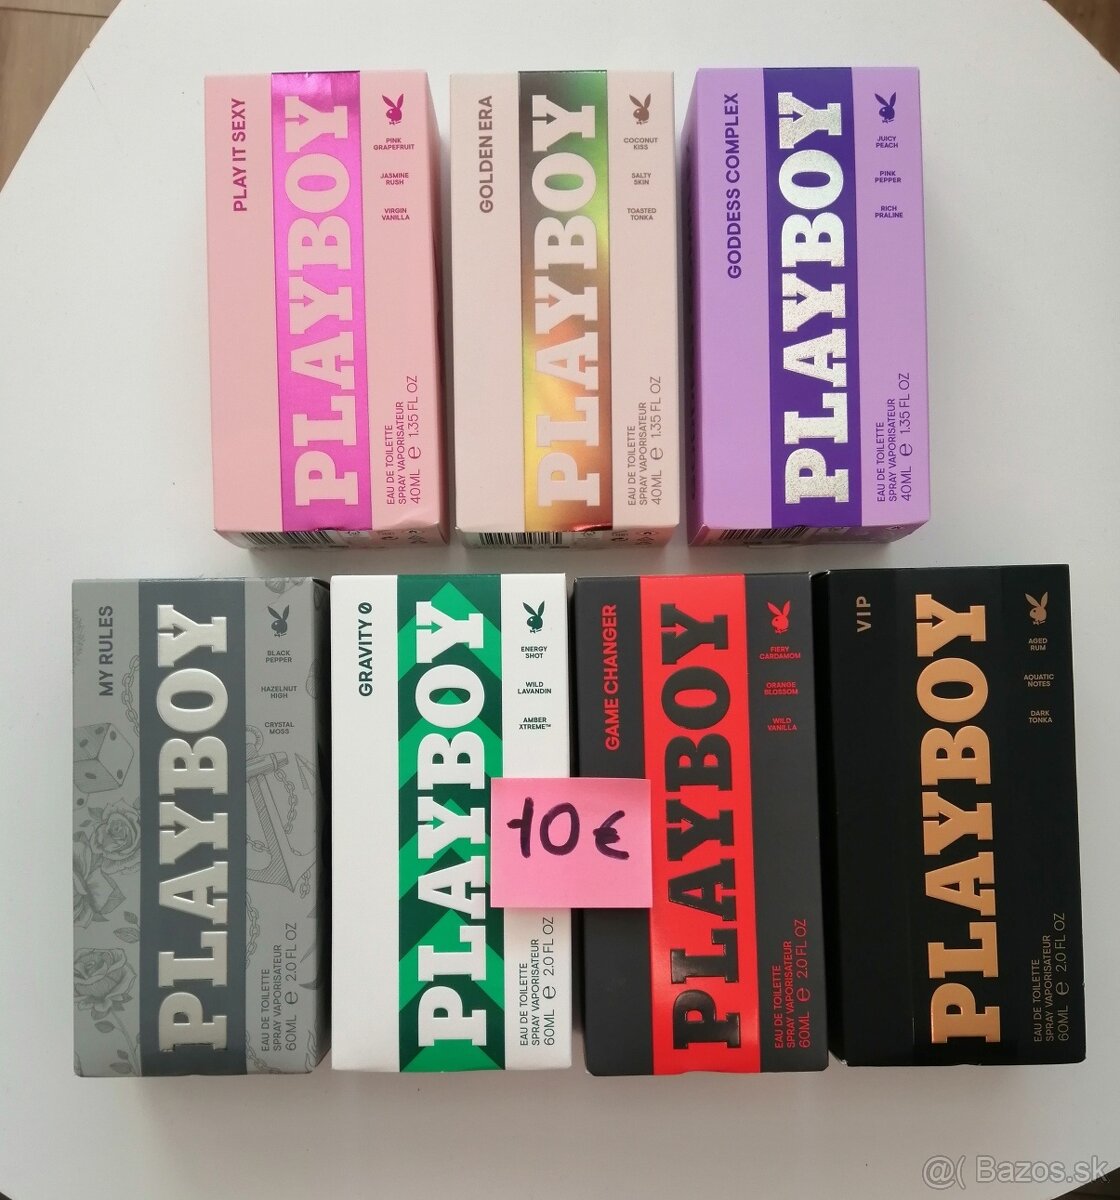 PLAY IT SEXY
PLAYBOY
PINK
GRAPEFRUIT
JASMINE
RUSH
VIRGIN
VANILLA
EAU DE TOILETTE
SPRAY VAPORISATEUR
40ML e 1.35 FL OZ
GOLDEN ERA
PLAYBOY
COCONUT
KISS
SALTY
SKIN
TOASTED
TONKA
EAU DE TOILETTE
SPRAY VAPORISATEUR
40ML e 1.35 FL OZ
GODDESS COMPLEX
PLAYBOY
JUICY
PEACH
PINK
PEPPER
RICH
PRALINE
EAU DE TOILETTE
SPRAY VAPORISATEUR
40ML e 1.35 FL OZ
MY RULES
PLAYBOY
BLACK
PEPPER
HAZELNUT
HIGH
CRYSTAL
MOSS
EAU DE TOILETTE
SPRAY VAPORISATEUR
60ML e 2.0 FL OZ
GRAVITY 0
PLAYBOY
ENERGY
SHOT
WILD
LAVANDIN
AMBER
XTREME™
EAU DE TOILETTE
SPRAY VAPORISATEUR
60ML e 2.0 FL OZ
10€
GAME CHANGER
PLAYBOY
FIERY
CARDAMOM
ORANGE
BLOSSOM
WILD
VANILLA
EAU DE TOILETTE
SPRAY VAPORISATEUR
60ML e 2.0 FL OZ
VIP
PLAYBOY
AGED
RUM
AQUATIC
NOTES
DARK
TONKA
EAU DE TOILETTE
SPRAY VAPORISATEUR
60ML e 2.0 FL OZ
@( Bazos.sk